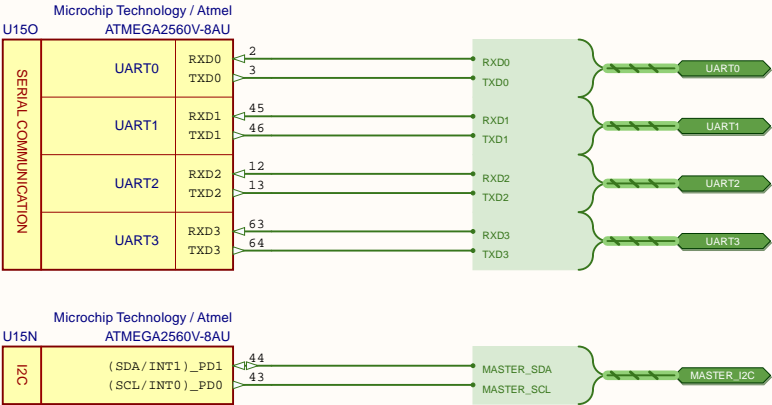 Microchip Technology / Atmel
U15O ATMEGA2560V-8AU
SERIAL COMMUNICATION
UART0 RXD0 2 RXD0 UART0
TXD0 3 TXD0
UART1 RXD1 45 RXD1 UART1
TXD1 46 TXD1
UART2 RXD2 12 RXD2 UART2
TXD2 13 TXD2
UART3 RXD3 63 RXD3 UART3
TXD3 64 TXD3
Microchip Technology / Atmel
U15N ATMEGA2560V-8AU
I2C
(SDA/INT1)_PD1 44 MASTER_SDA MASTER_I2C
(SCL/INT0)_PD0 43 MASTER_SCL